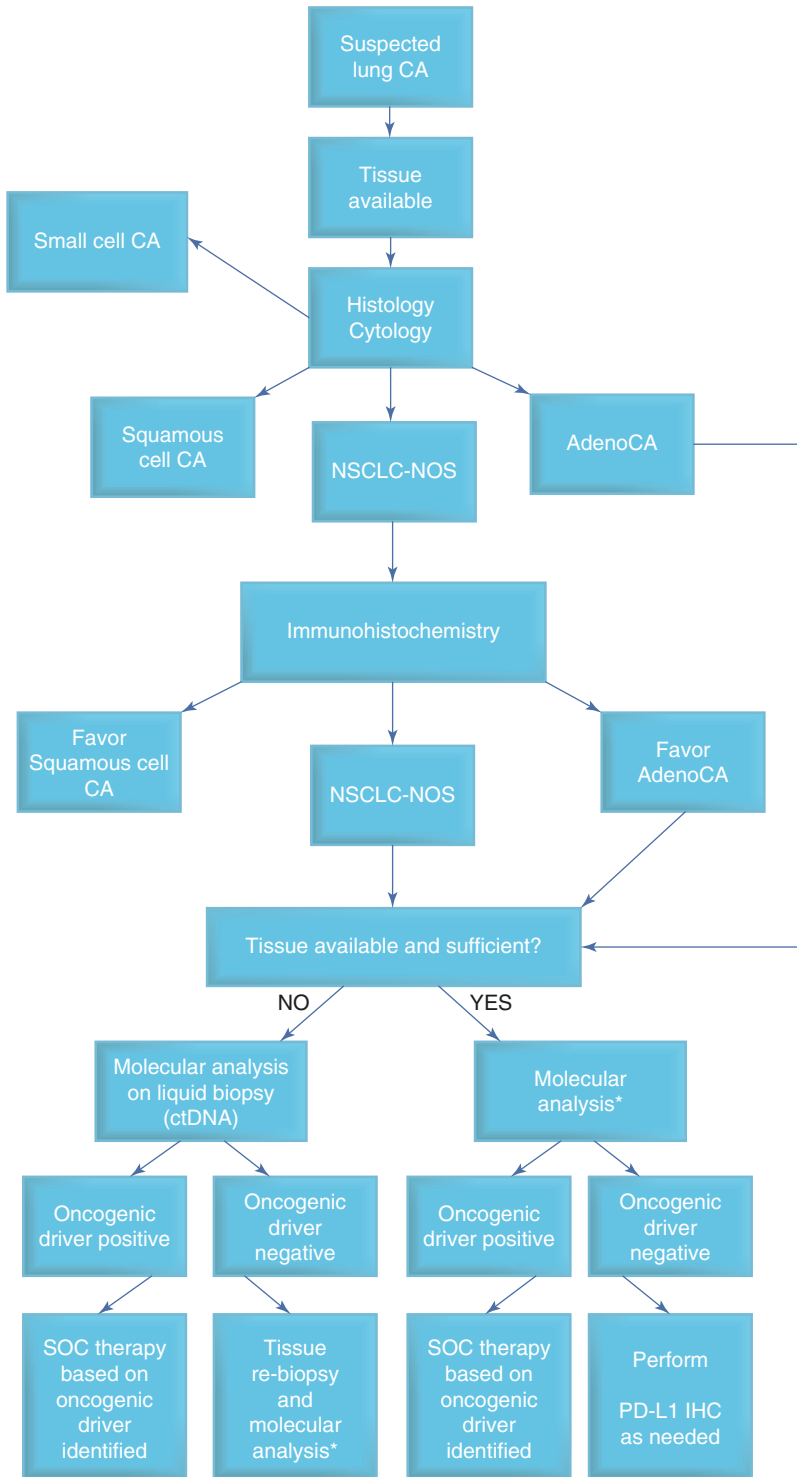 Suspected
lung CA
Tissue
available
Small cell CA
Histology
Cytology
Squamous
cell CA
NSCLC-NOS
AdenoCA
Immunohistochemistry
Favor
Squamous cell
CA
NSCLC-NOS
Favor
AdenoCA
Tissue available and sufficient?
NO
YES
Molecular analysis
on liquid biopsy
(ctDNA)
Molecular
analysis*
Oncogenic
driver positive
Oncogenic
driver
negative
Oncogenic
driver positive
Oncogenic
driver
negative
SOC therapy
based on
oncogenic
driver
identified
Tissue
re-biopsy
and
molecular
analysis*
SOC therapy
based on
oncogenic
driver
identified
Perform
PD-L1 IHC
as needed